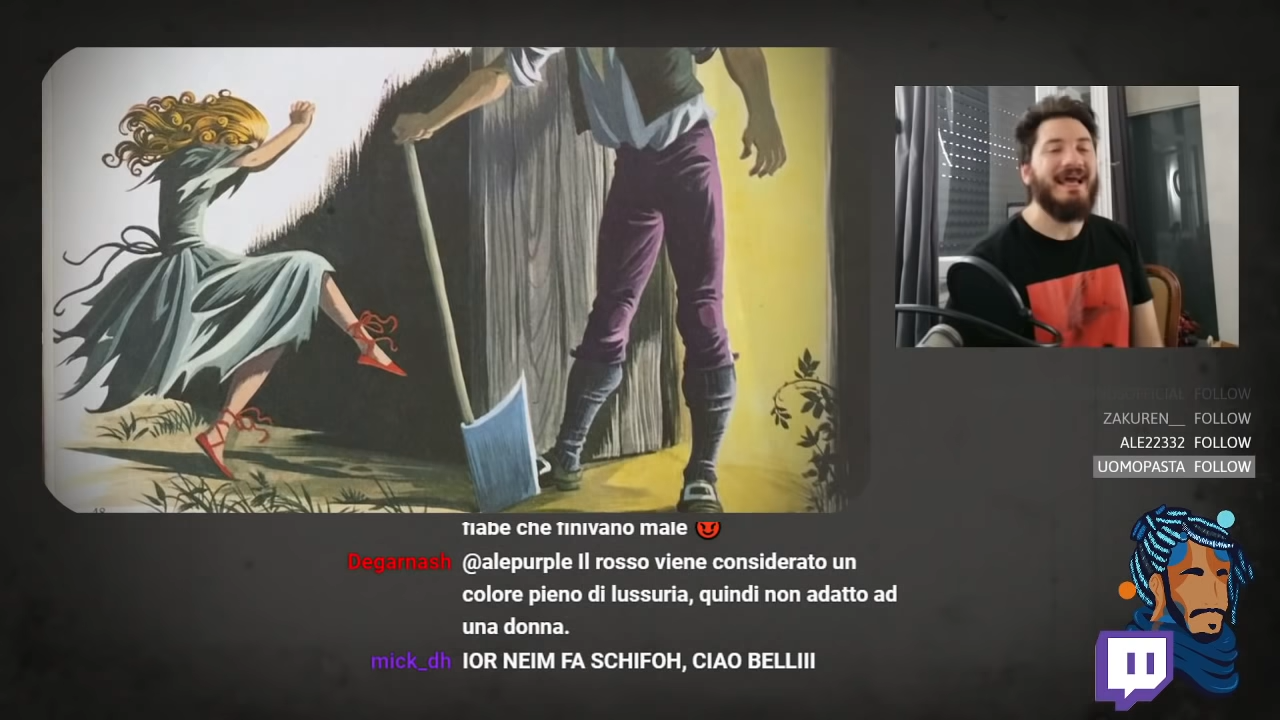 fiabe che finivano male
Degarnash @alepurple Il rosso viene considerato un
colore pieno di lussuria, quindi non adatto ad
una donna.
mick_dh IOR NEIM FA SCHIFOH, CIAO BELLIII
FOLLOW
ZAKUREN__ FOLLOW
ALE22332 FOLLOW
UOMOPASTA FOLLOW